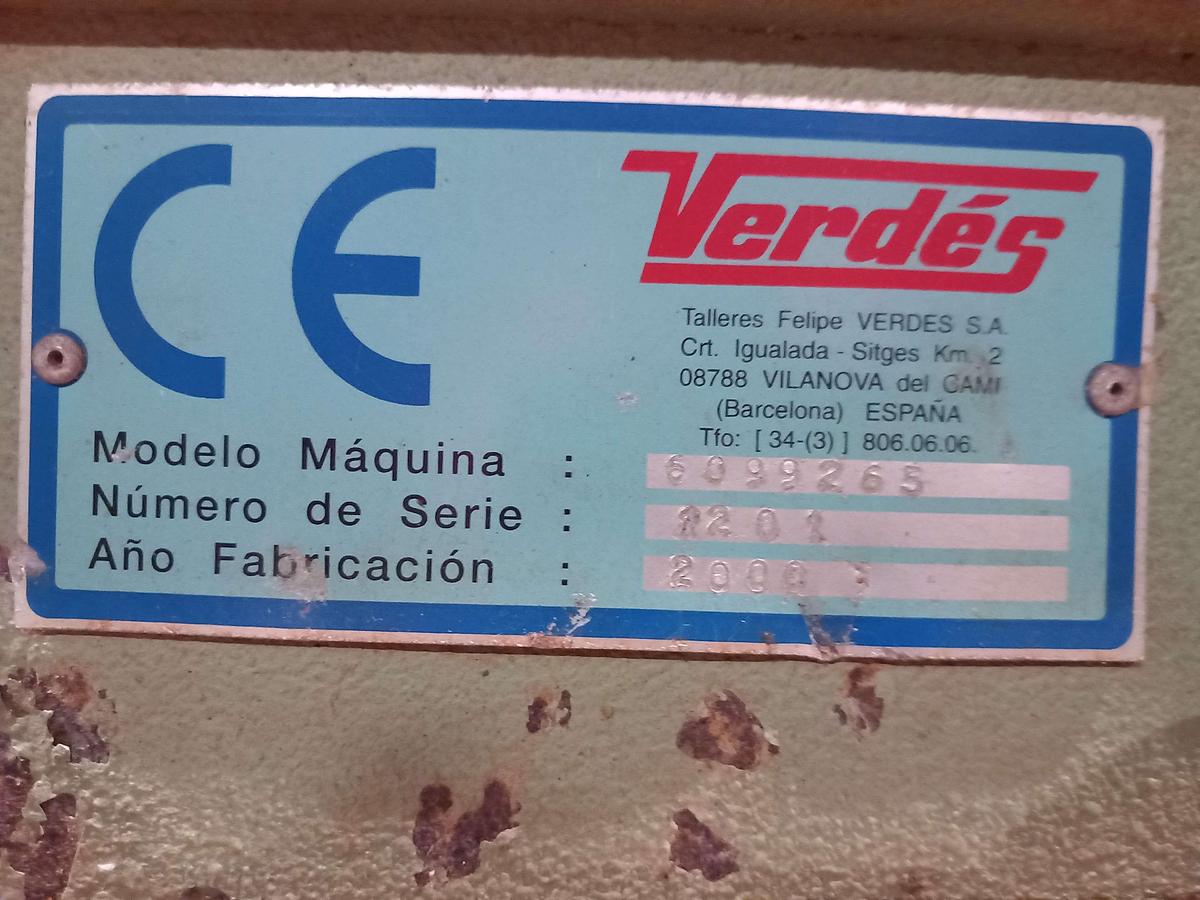 CE
Verdés
Talleres Felipe VERDES S.A.
Crt. Igualada - Sitges Km. 2
08788 VILANOVA del CAMI
(Barcelona) ESPAÑA
Tfo: [ 34-(3) ] 806.06.06.
Modelo Máquina : 6099265
Número de Serie :
Año Fabricación : 2000